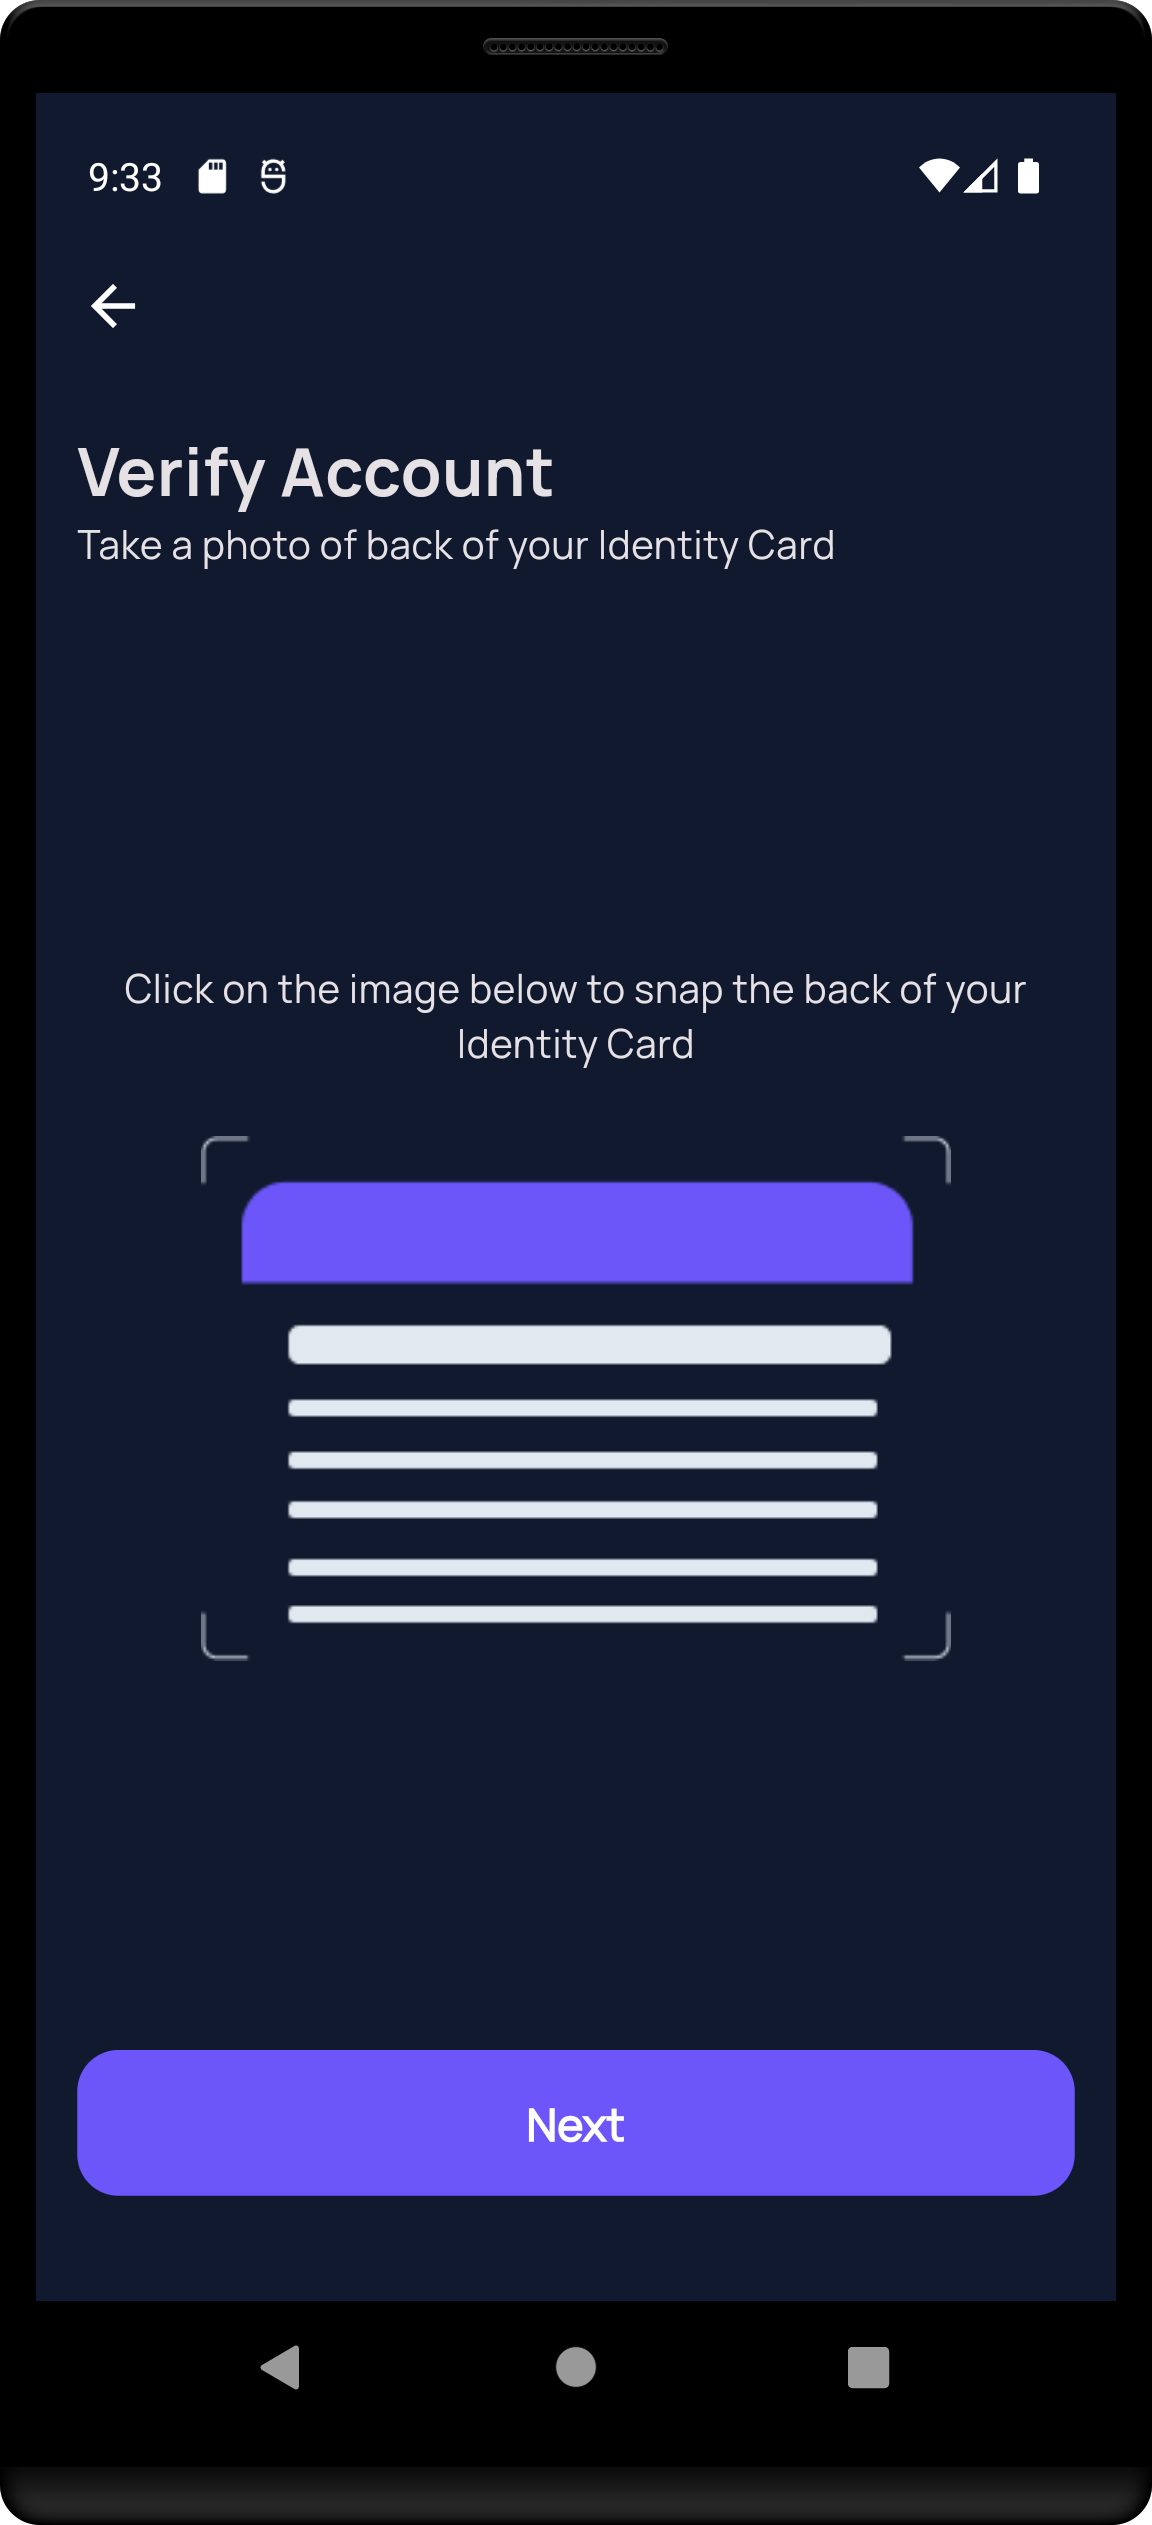 9:33
Verify Account
Take a photo of back of your Identity Card
Click on the image below to snap the back of your
Identity Card
Next